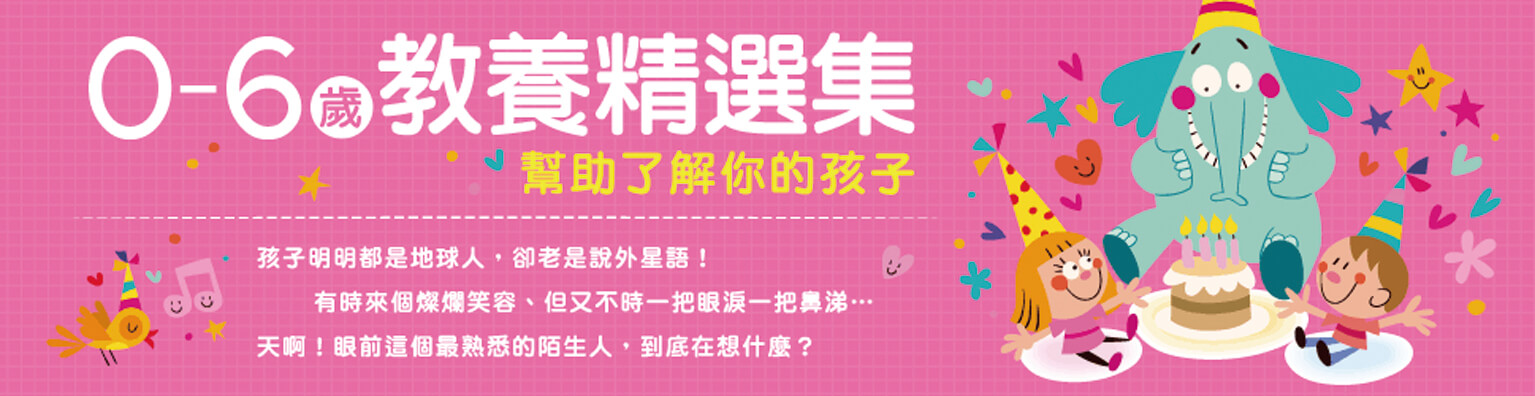 0-6歲教養精選集
幫助了解你的孩子
孩子明明都是地球人，卻老是說外星語！
有時來個燦爛笑容、但又不時一把眼淚一把鼻涕…
天啊！眼前這個最熟悉的陌生人，到底在想什麼？